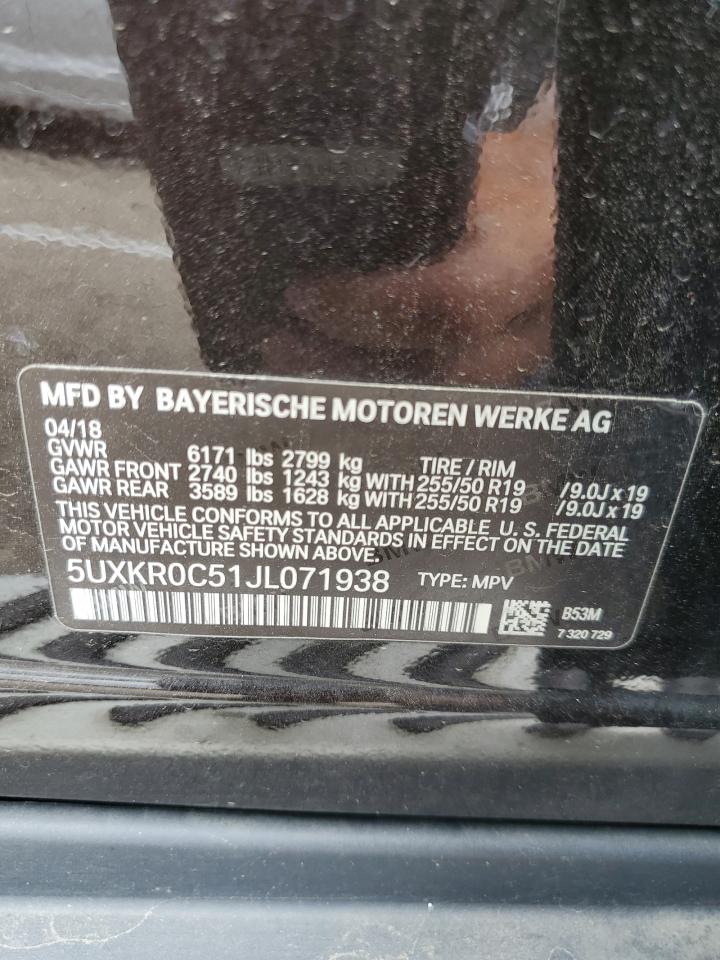 MFD BY BAYERISCHE MOTOREN WERKE AG
04/18
GVWR 6171 lbs 2799 kg TIRE / RIM
GAWR FRONT 2740 lbs 1243 kg WITH 255/50 R19 /9.0J x 19
GAWR REAR 3589 lbs 1628 kg WITH 255/50 R19 /9.0J x 19
THIS VEHICLE CONFORMS TO ALL APPLICABLE U. S. FEDERAL
MOTOR VEHICLE SAFETY STANDARDS IN EFFECT ON THE DATE
OF MANUFACTURE SHOWN ABOVE.
5UXKR0C51JL071938 TYPE: MPV
B53M
7 320 729